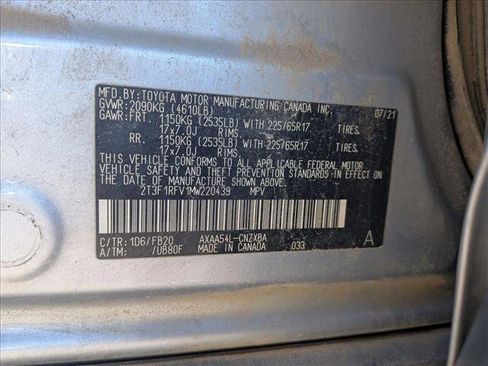 MFD. BY: TOYOTA MOTOR MANUFACTURING CANADA INC. 07/21
GVWR: 2090KG (4610LB)
GAWR: FRT. 1150KG (2535LB) WITH 225/65R17 TIRES.
17x7.0J RIMS
RR. 1150KG (2535LB) WITH 225/65R17 TIRES.
17x7.0J RIMS
THIS VEHICLE CONFORMS TO ALL APPLICABLE FEDERAL MOTOR
VEHICLE SAFETY STANDARDS IN EFFECT ON THE DATE OF
MANUFACTURE SHOWN ABOVE.
2T3F1RFV1MW220439 MPV
C/TR: 1D6/FB20 AXAA54L-CNZXBA
A/TM: /UB80F MADE IN CANADA 033 A